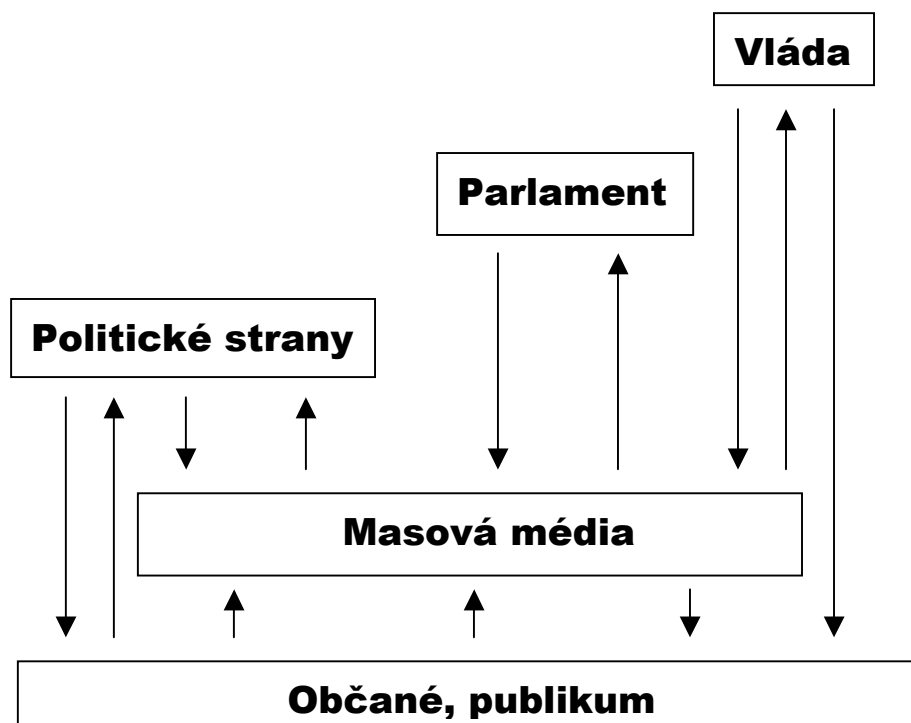 Vláda
Parlament
Politické strany
Masová média
Občané, publikum